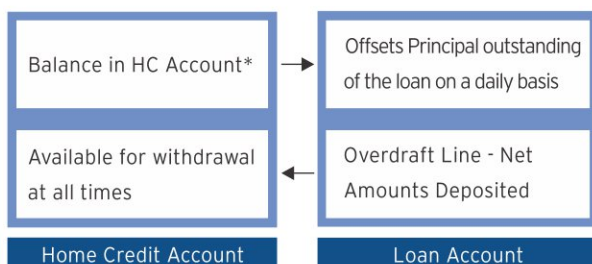 Balance in HC Account*
Offsets Principal outstanding
of the loan on a daily basis
Available for withdrawal
at all times
Overdraft Line - Net
Amounts Deposited
Home Credit Account
Loan Account